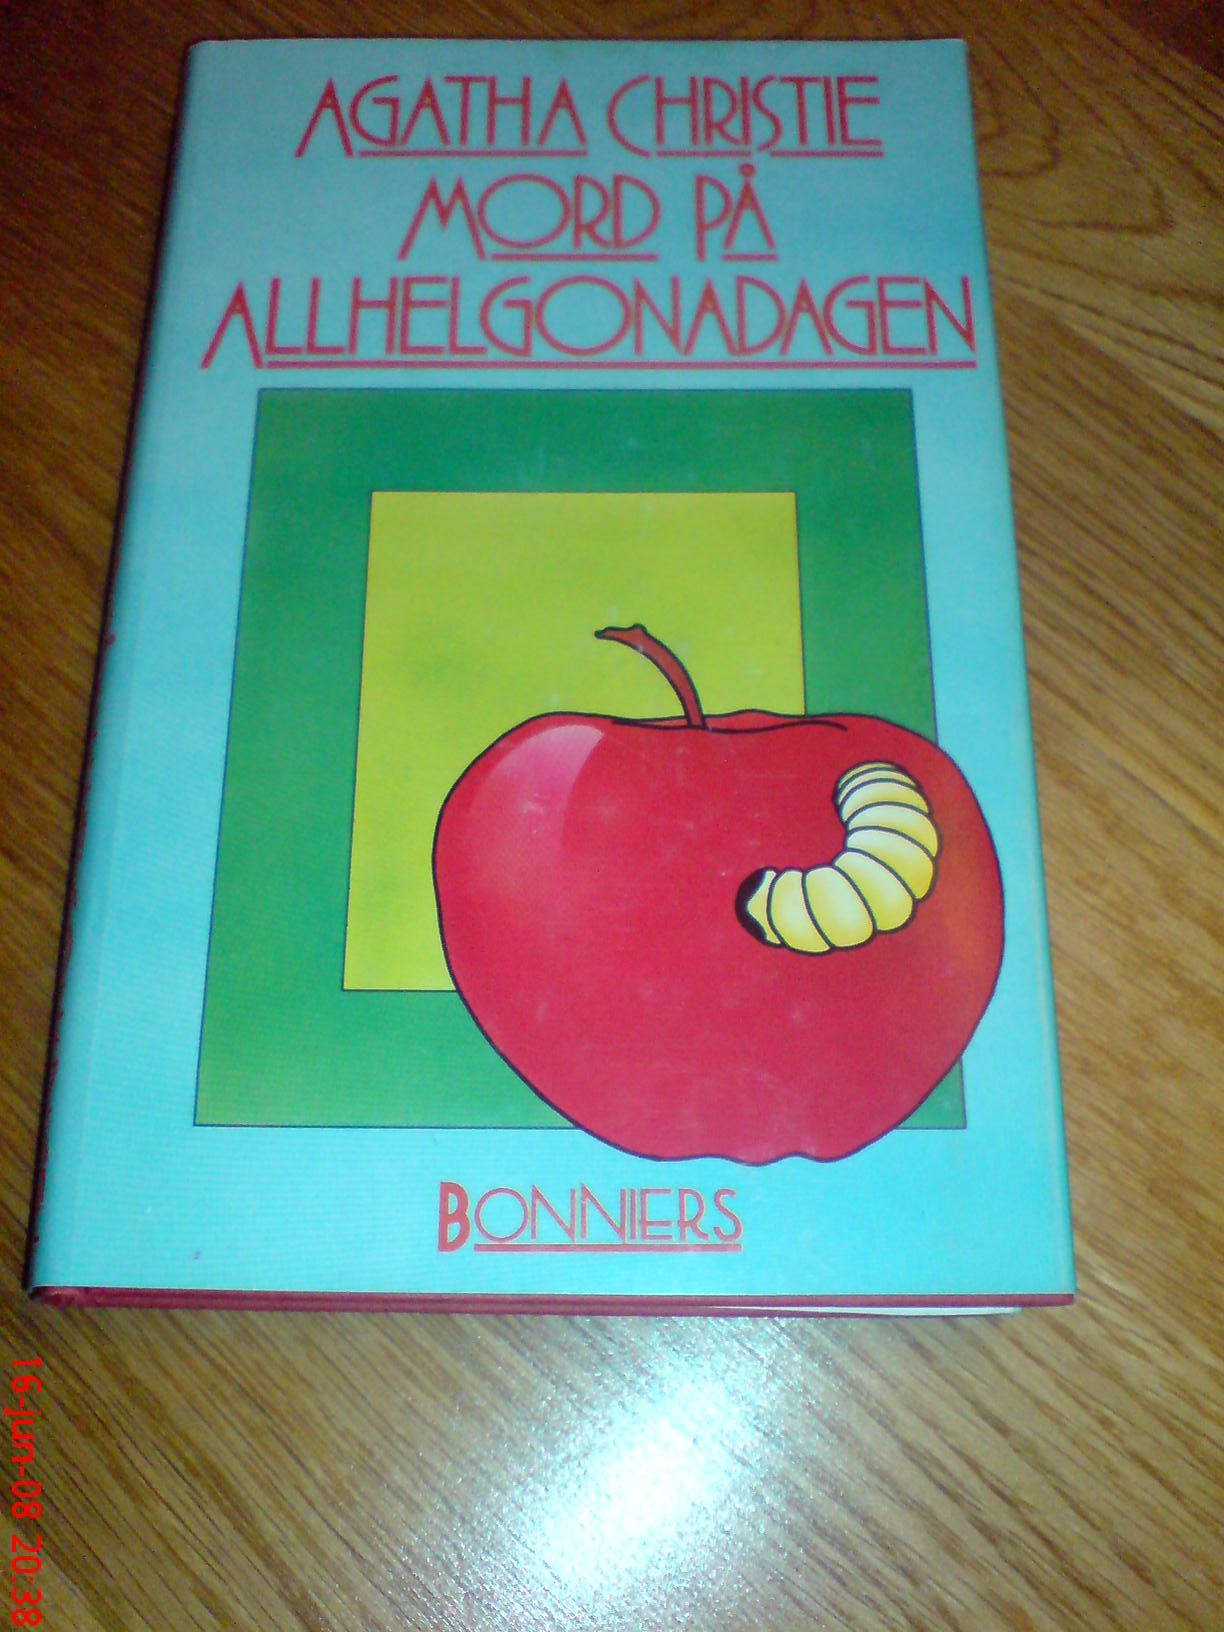 AGATHA CHRISTIE
MORD PÅ
ALLHELGONADAGEN
BONNIERS
16-jun-08 20:38